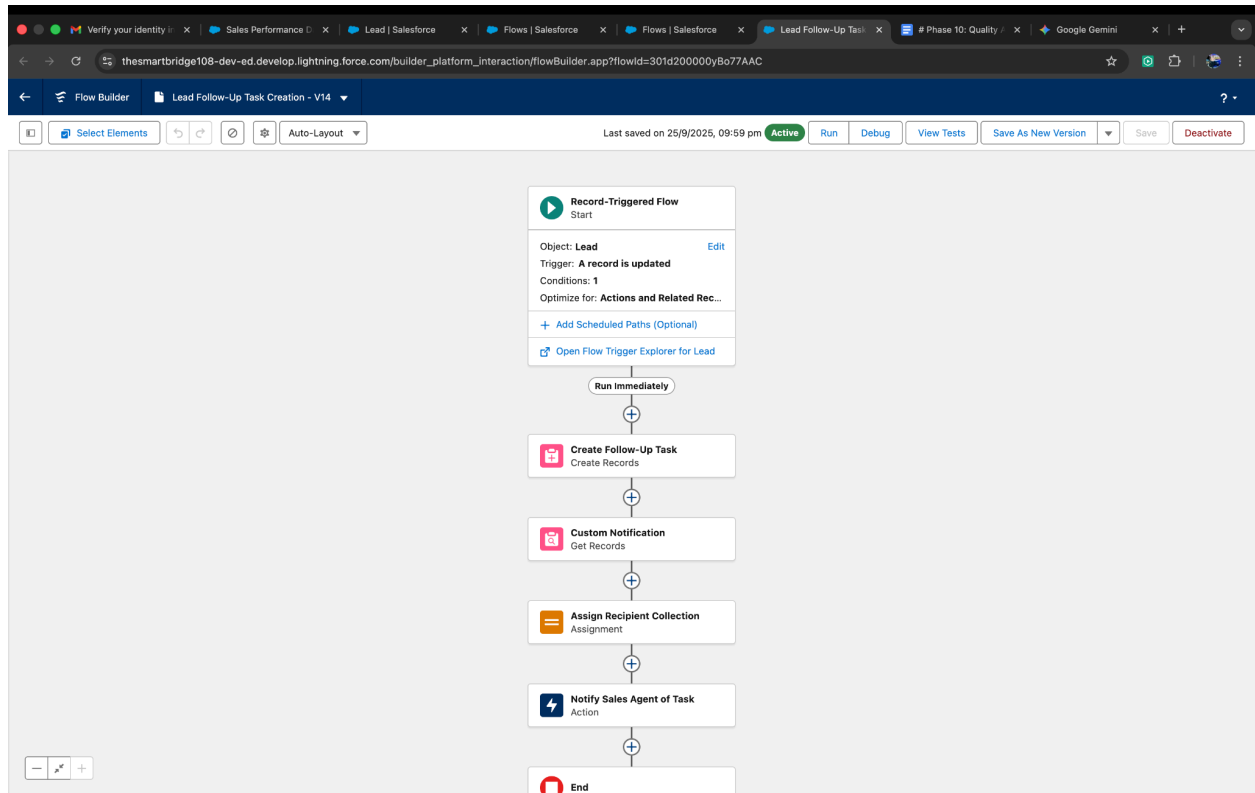 Verify your identity in
Sales Performance D
Lead | Salesforce
Flows | Salesforce
Flows | Salesforce
Lead Follow-Up Task
# Phase 10: Quality A
Google Gemini
thesmartbridge108-dev-ed.develop.lightning.force.com/builder_platform_interaction/flowBuilder.app?flowId=301d200000yBo77AAC
Flow Builder
Lead Follow-Up Task Creation - V14
?
Select Elements
Auto-Layout
Last saved on 25/9/2025, 09:59 pm
Active
Run
Debug
View Tests
Save As New Version
Save
Deactivate
Record-Triggered Flow
Start
Object: Lead
Edit
Trigger: A record is updated
Conditions: 1
Optimize for: Actions and Related Rec...
+ Add Scheduled Paths (Optional)
Open Flow Trigger Explorer for Lead
Run Immediately
Create Follow-Up Task
Create Records
Custom Notification
Get Records
Assign Recipient Collection
Assignment
Notify Sales Agent of Task
Action
End